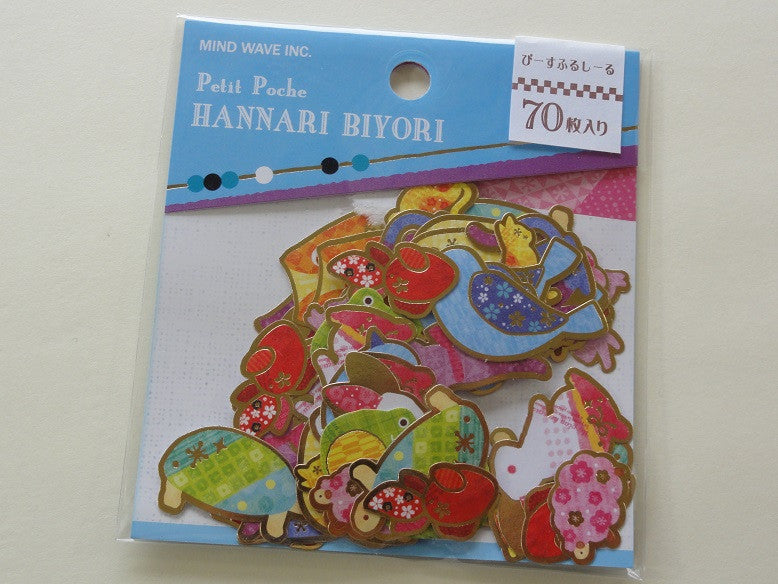 MIND WAVE INC.
Petit Poche
HANNARI BIYORI
ぴーすふるしーる
70枚入り